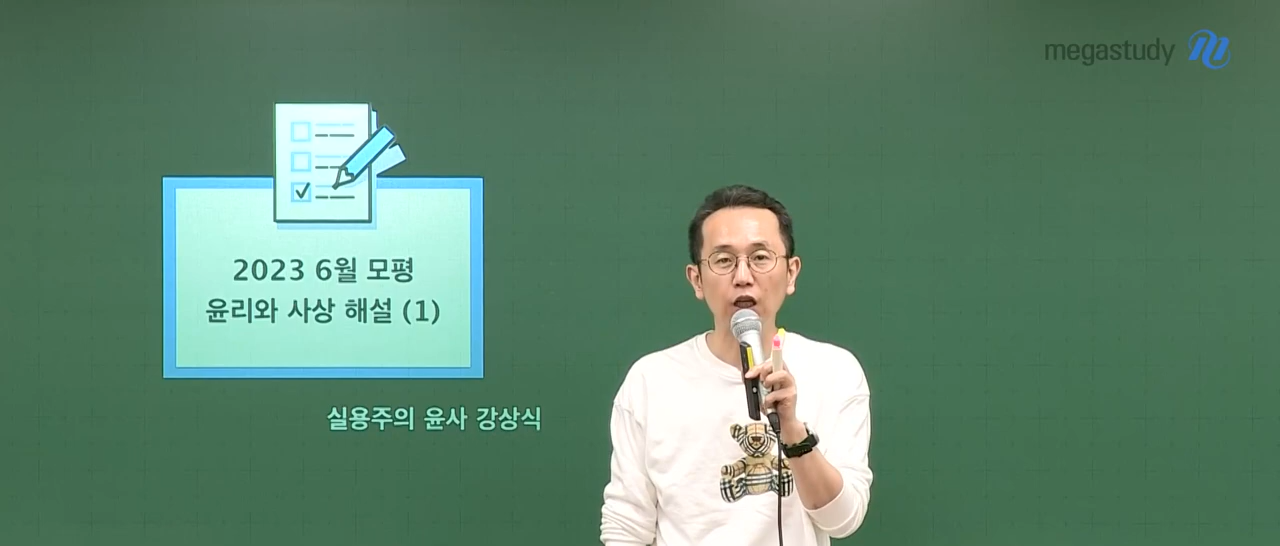 megastudy
2023 6월 모평
윤리와 사상 해설 (1)
실용주의 윤사 강상식